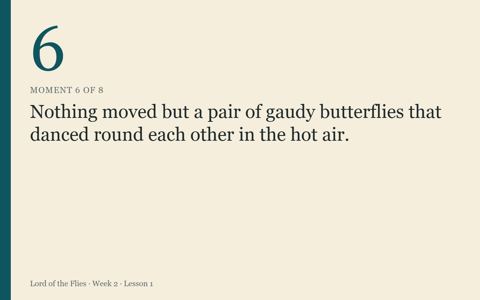 6
MOMENT 6 OF 8
Nothing moved but a pair of gaudy butterflies that
danced round each other in the hot air.
Lord of the Flies · Week 2 · Lesson 1